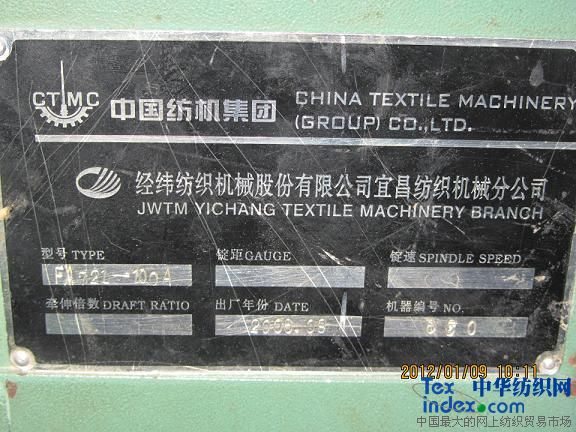 CTMC
中国纺机集团
CHINA TEXTILE MACHINERY
(GROUP) CO.,LTD.
经纬纺织机械股份有限公司宜昌纺织机械分公司
JWTM YICHANG TEXTILE MACHINERY BRANCH
型号 TYPE
锭距 GAUGE
锭速 SPINDLE SPEED
牵伸倍数 DRAFT RATIO
出厂年份 DATE
机器编号 NO.
2012/01/09 10:11
Tex index.com
中华纺织网
中国最大的网上纺织贸易市场